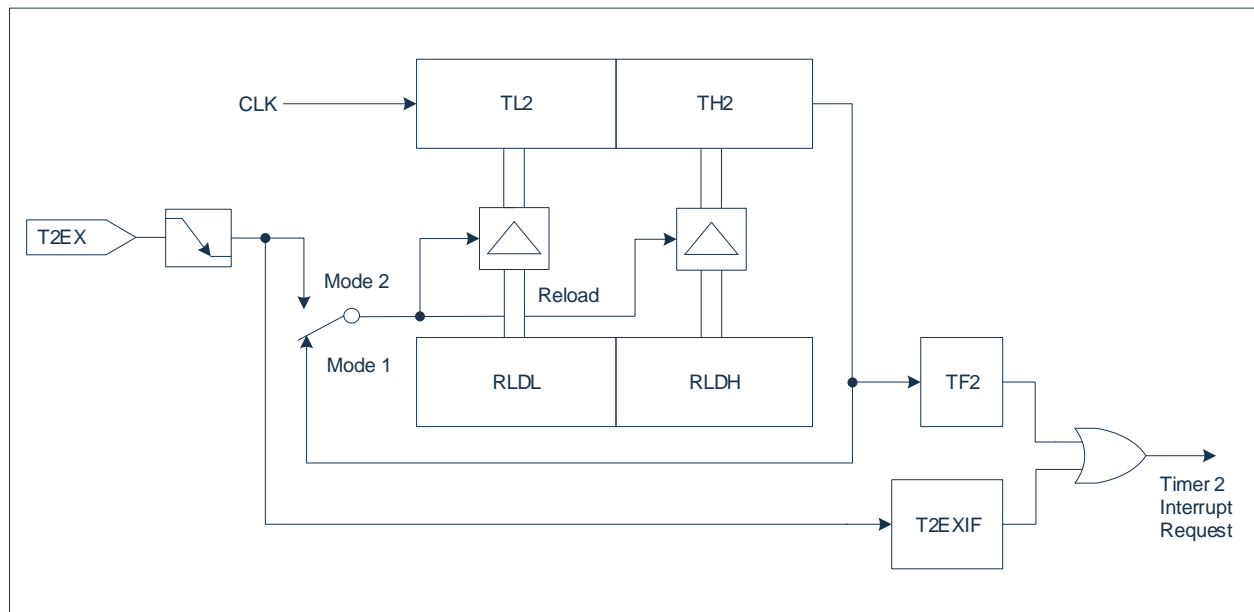 CLK
TL2
TH2
T2EX
Mode 2
Reload
Mode 1
RLDL
RLDH
TF2
T2EXIF
Timer 2
Interrupt
Request